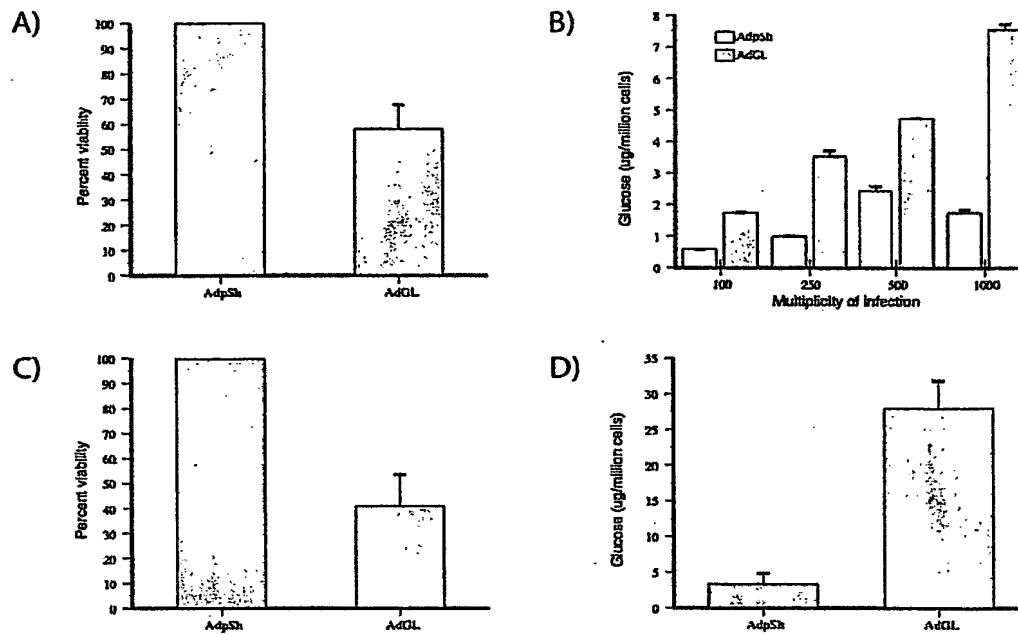 A)
Percent viability
100
90
80
70
60
50
40
30
20
10
0
AdpSh
AdGL
B)
Glucose (ug/million cells)
8
7
6
5
4
3
2
1
0
AdpSh
AdGL
100
250
500
1000
Multiplicity of Infection
C)
Percent viability
100
90
80
70
60
50
40
30
20
10
0
AdpSh
AdGL
D)
Glucose (ug/million cells)
35
30
25
20
15
10
5
0
AdpSh
AdGL